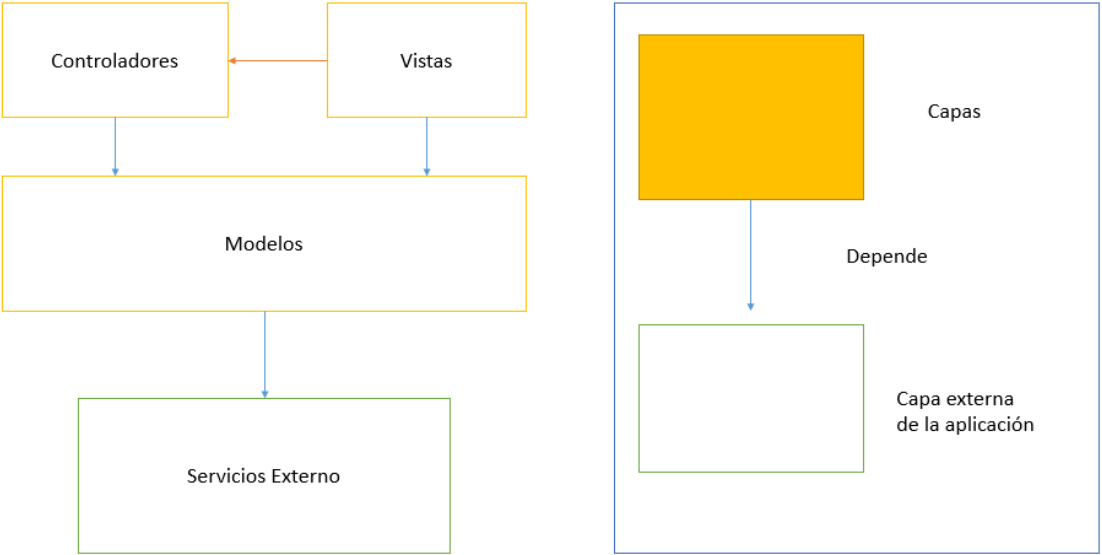 Controladores
Vistas
Modelos
Servicios Externo
Capas
Depende
Capa externa
de la aplicación